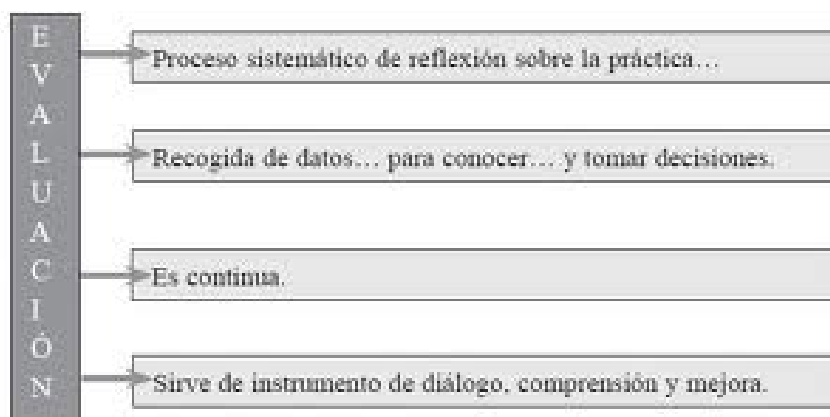 EVALUACIÓN
Proceso sistemático de reflexión sobre la práctica…
Recogida de datos… para conocer… y tomar decisiones.
Es continua.
Sirve de instrumento de diálogo, comprensión y mejora.